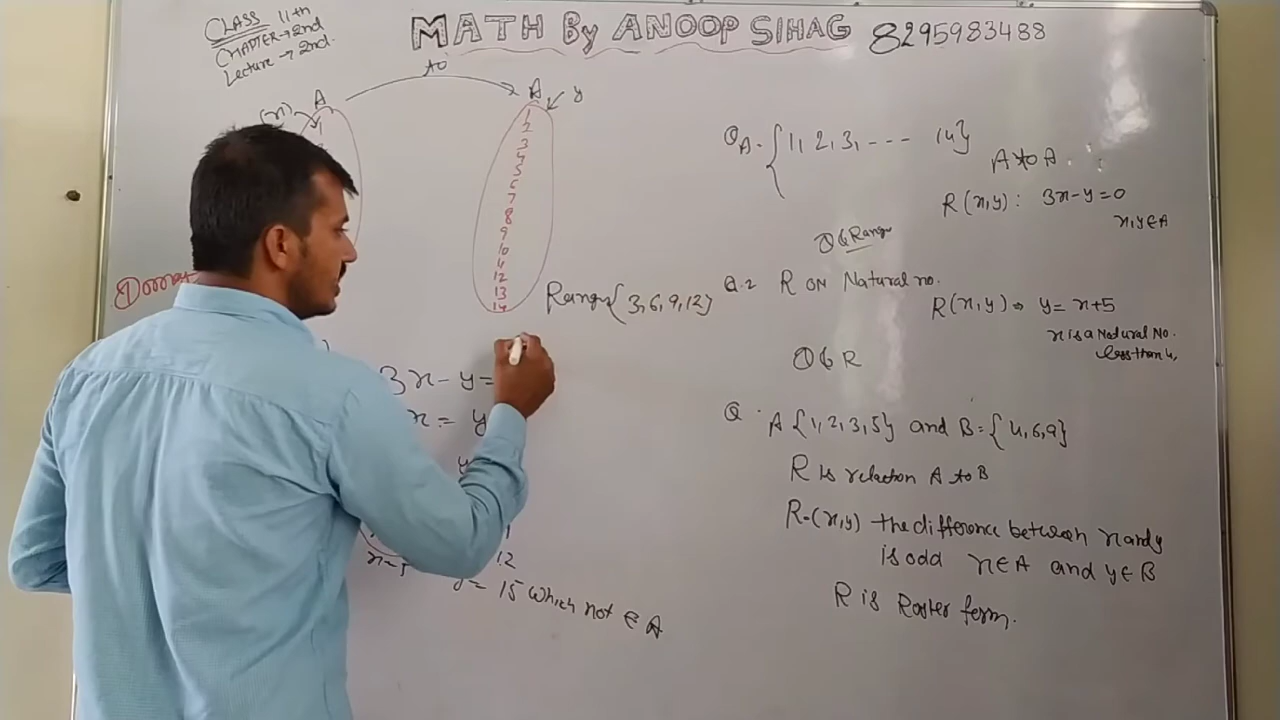 CLASS 11th
CHAPTER → 2nd
Lecture → 2nd.
MATH By ANOOP SIHAG 8295983488
A
to
A
y
(x)
1
1
2
3
4
5
6
7
8
9
10
11
12
13
14
Range { 3, 6, 9, 12}
3x - y =
x = y
y
12
x = 5
y = 15 which not ∈ A
Q A = { 1, 2, 3, --- 14}
A to A
R (x, y) : 3x - y = 0
x, y ∈ A
Range
Q.2 R ON Natural no.
R (x, y) ⇒ y = x + 5
x is a Natural No.
less than 4,
R
Q. A {1, 2, 3, 5} and B = { 4, 6, 9}
R is relation A to B
R = (x, y) the difference between x and y
is odd x ∈ A and y ∈ B
R is Roster form.